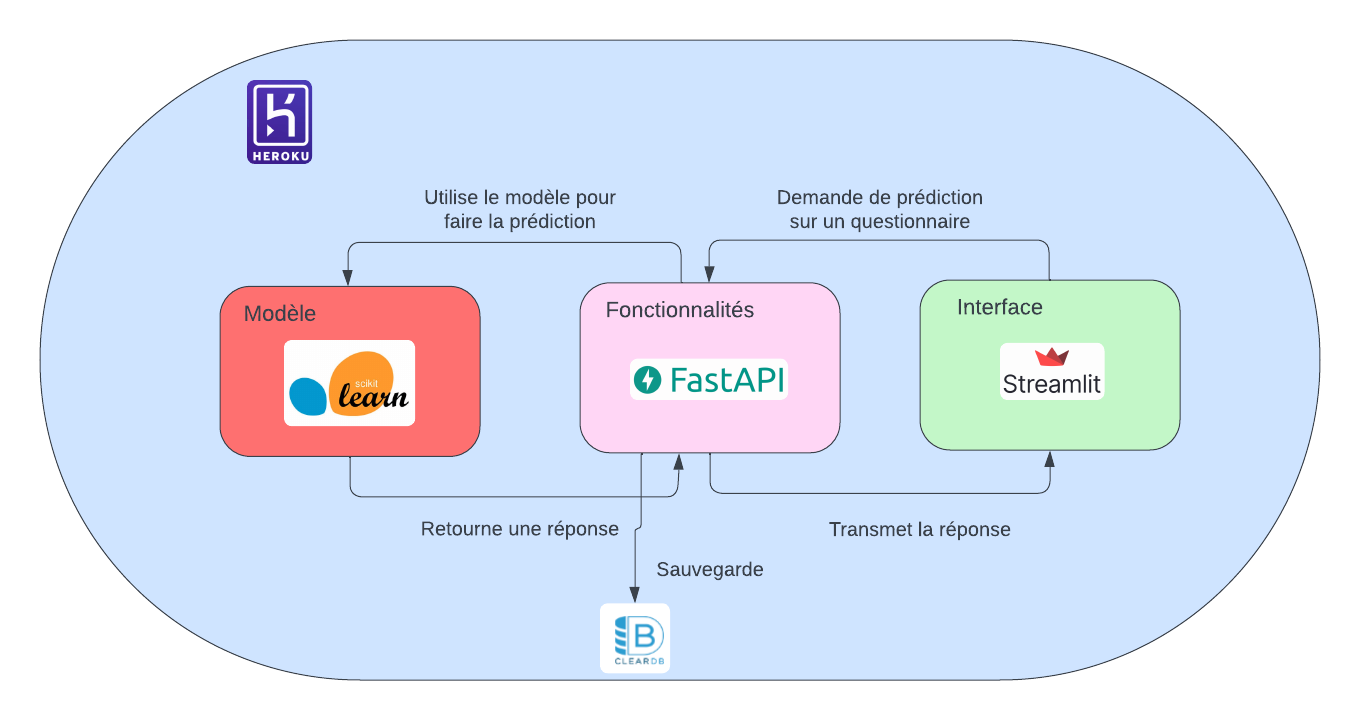 HEROKU
Utilise le modèle pour
faire la prédiction
Demande de prédiction
sur un questionnaire
Modèle
scikit
learn
Fonctionnalités
FastAPI
Interface
Streamlit
Retourne une réponse
Transmet la réponse
Sauvegarde
B
CLEARDB